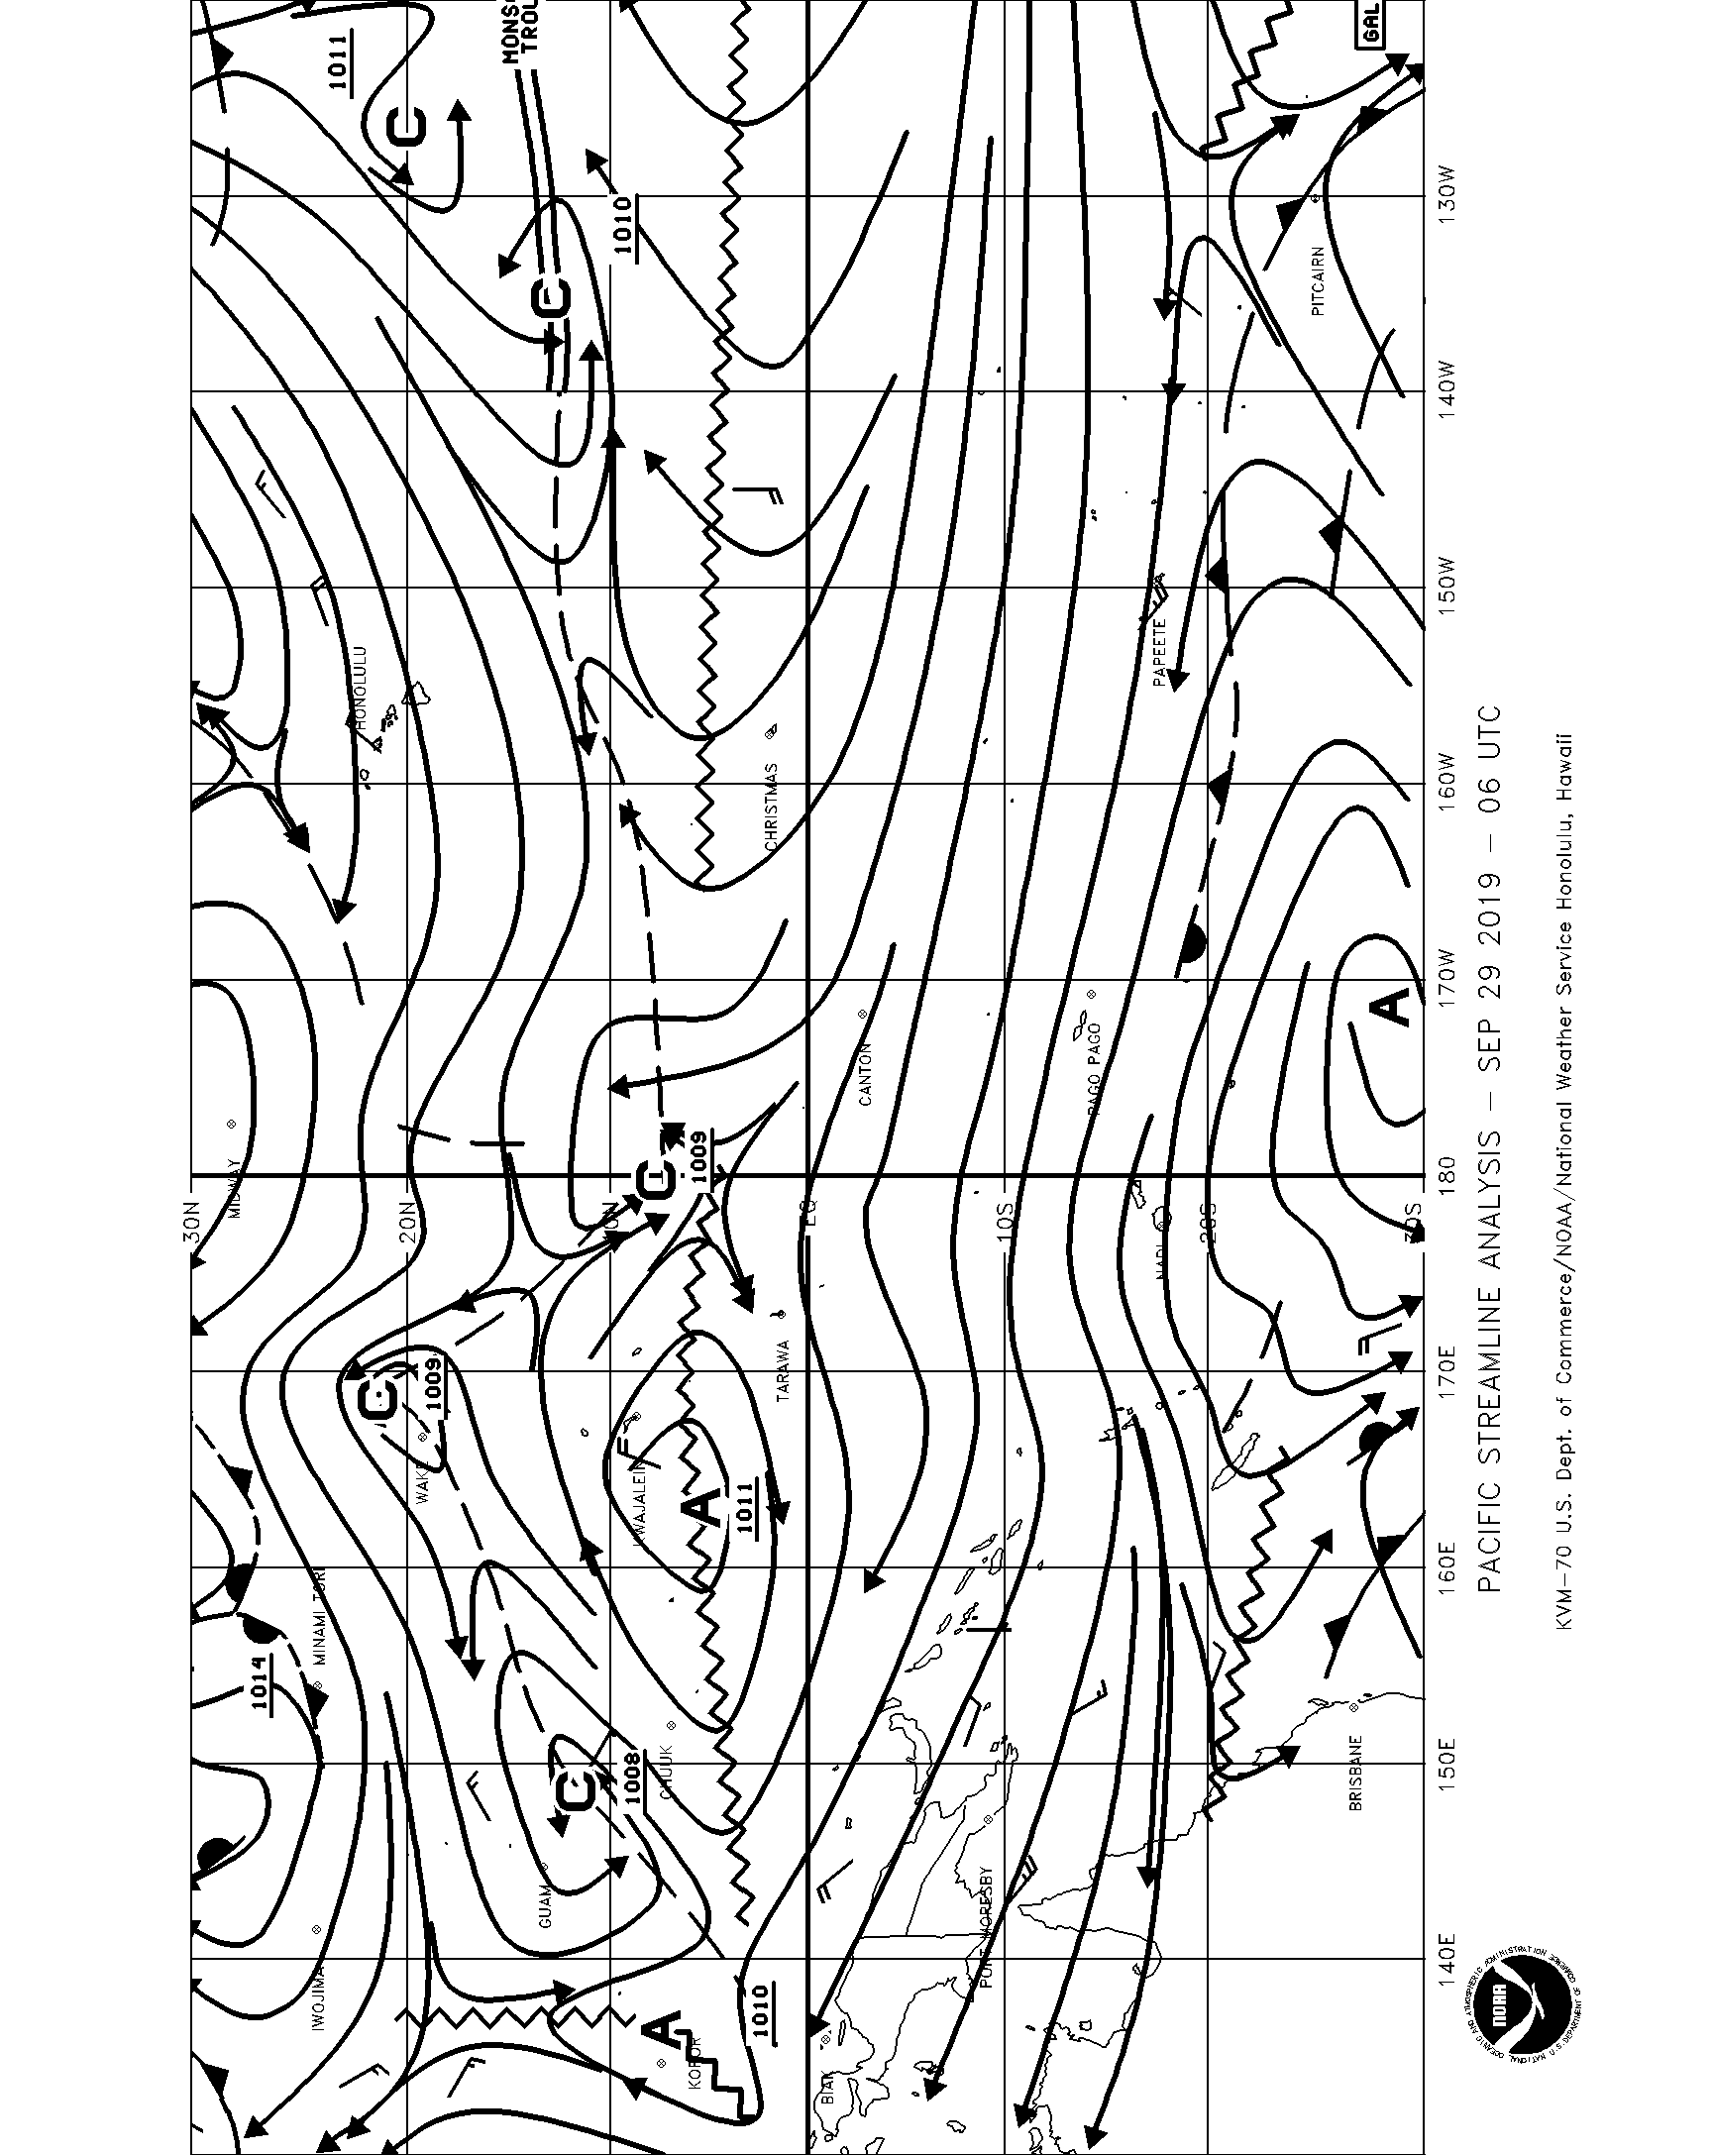 MONS
TROU
GAL
1011
1010
130W
PITCAIRN
140W
150W
HONOLULU
PAPEETE
160W
CHRISTMAS
170W
CANTON
PAGO PAGO
MIDWAY
1009
180
30N
20N
EQ
10S
20S
30S
NADI
170E
1009
TARAWA
WAKE
KWAJALEIN
1011
160E
MINAMI TORI
1014
150E
1008
CHUUK
BRISBANE
GUAM
PORT MORESBY
140E
IWOJIMA
1010
KOROR
BIAK
PACIFIC STREAMLINE ANALYSIS – SEP 29 2019 – 06 UTC
KVM–70 U.S. Dept. of Commerce/NOAA/National Weather Service Honolulu, Hawaii
C
C
C
C
C
A
A
A
NOAA
NATIONAL OCEANIC AND ATMOSPHERIC ADMINISTRATION
U.S. DEPARTMENT OF COMMERCE